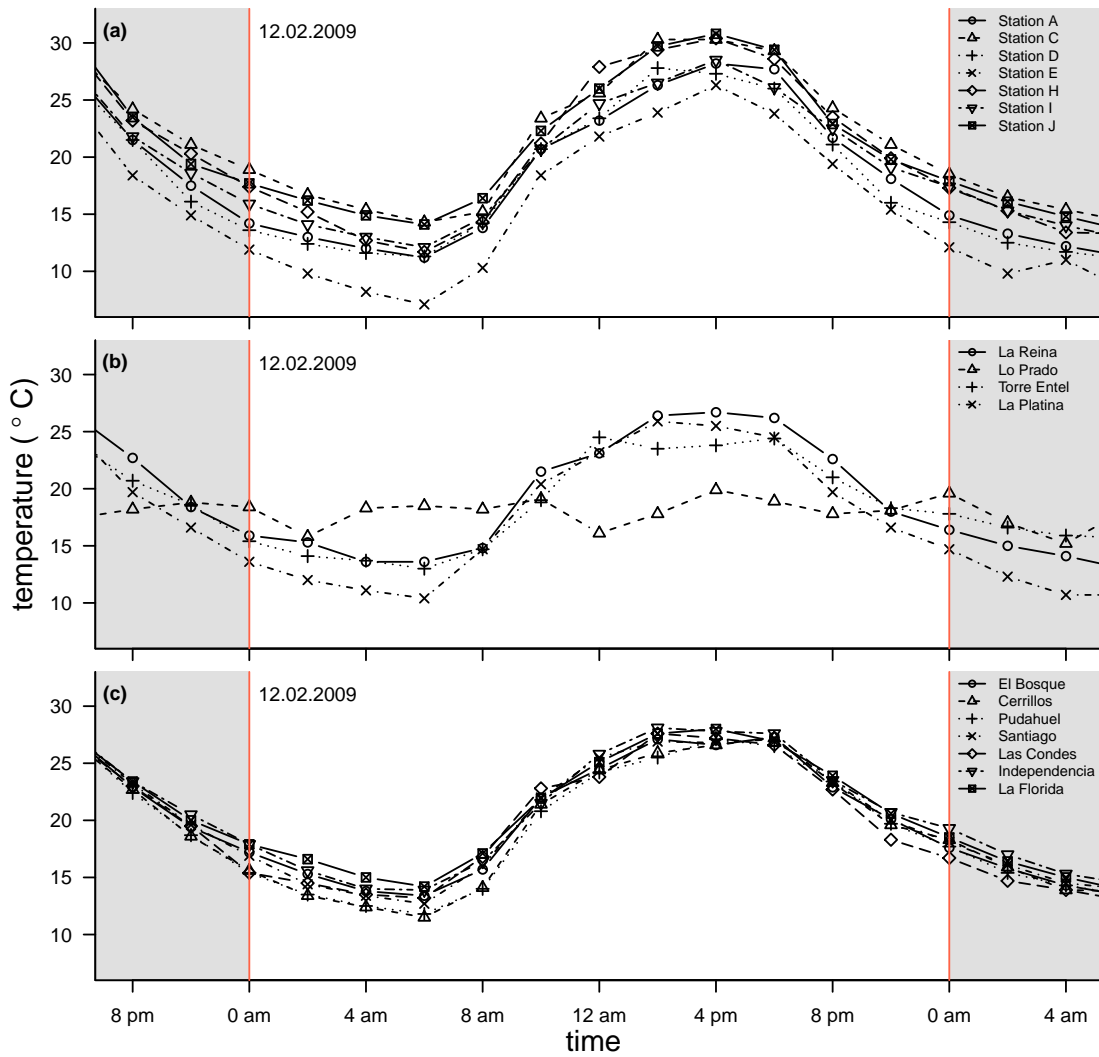 (a)
12.02.2009
Station A
Station C
Station D
Station E
Station H
Station I
Station J
30
25
20
15
10
(b)
12.02.2009
La Reina
Lo Prado
Torre Entel
La Platina
30
25
20
15
10
temperature ( ° C)
(c)
12.02.2009
El Bosque
Cerrillos
Pudahuel
Santiago
Las Condes
Independencia
La Florida
30
25
20
15
10
8 pm 0 am 4 am 8 am 12 am 4 pm 8 pm 0 am 4 am
time